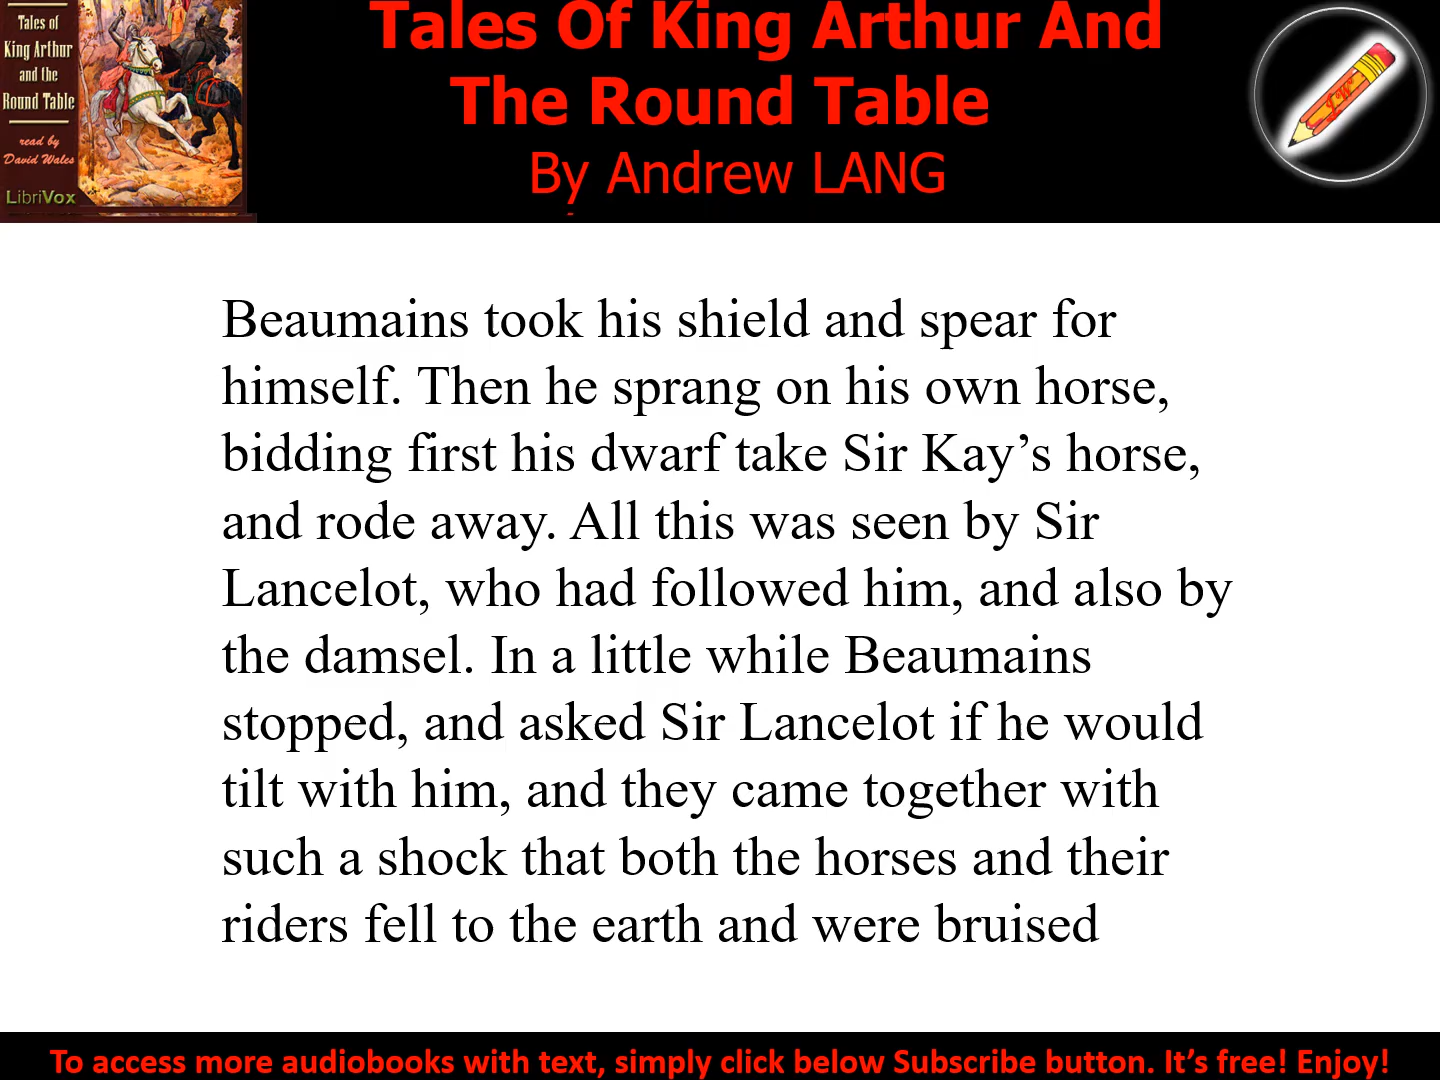 Tales of
King Arthur
and the
Round Table
read by
David Wales
LibriVox
Tales Of King Arthur And
The Round Table
By Andrew LANG
Beaumains took his shield and spear for
himself. Then he sprang on his own horse,
bidding first his dwarf take Sir Kay’s horse,
and rode away. All this was seen by Sir
Lancelot, who had followed him, and also by
the damsel. In a little while Beaumains
stopped, and asked Sir Lancelot if he would
tilt with him, and they came together with
such a shock that both the horses and their
riders fell to the earth and were bruised
To access more audiobooks with text, simply click below Subscribe button. It’s free! Enjoy!